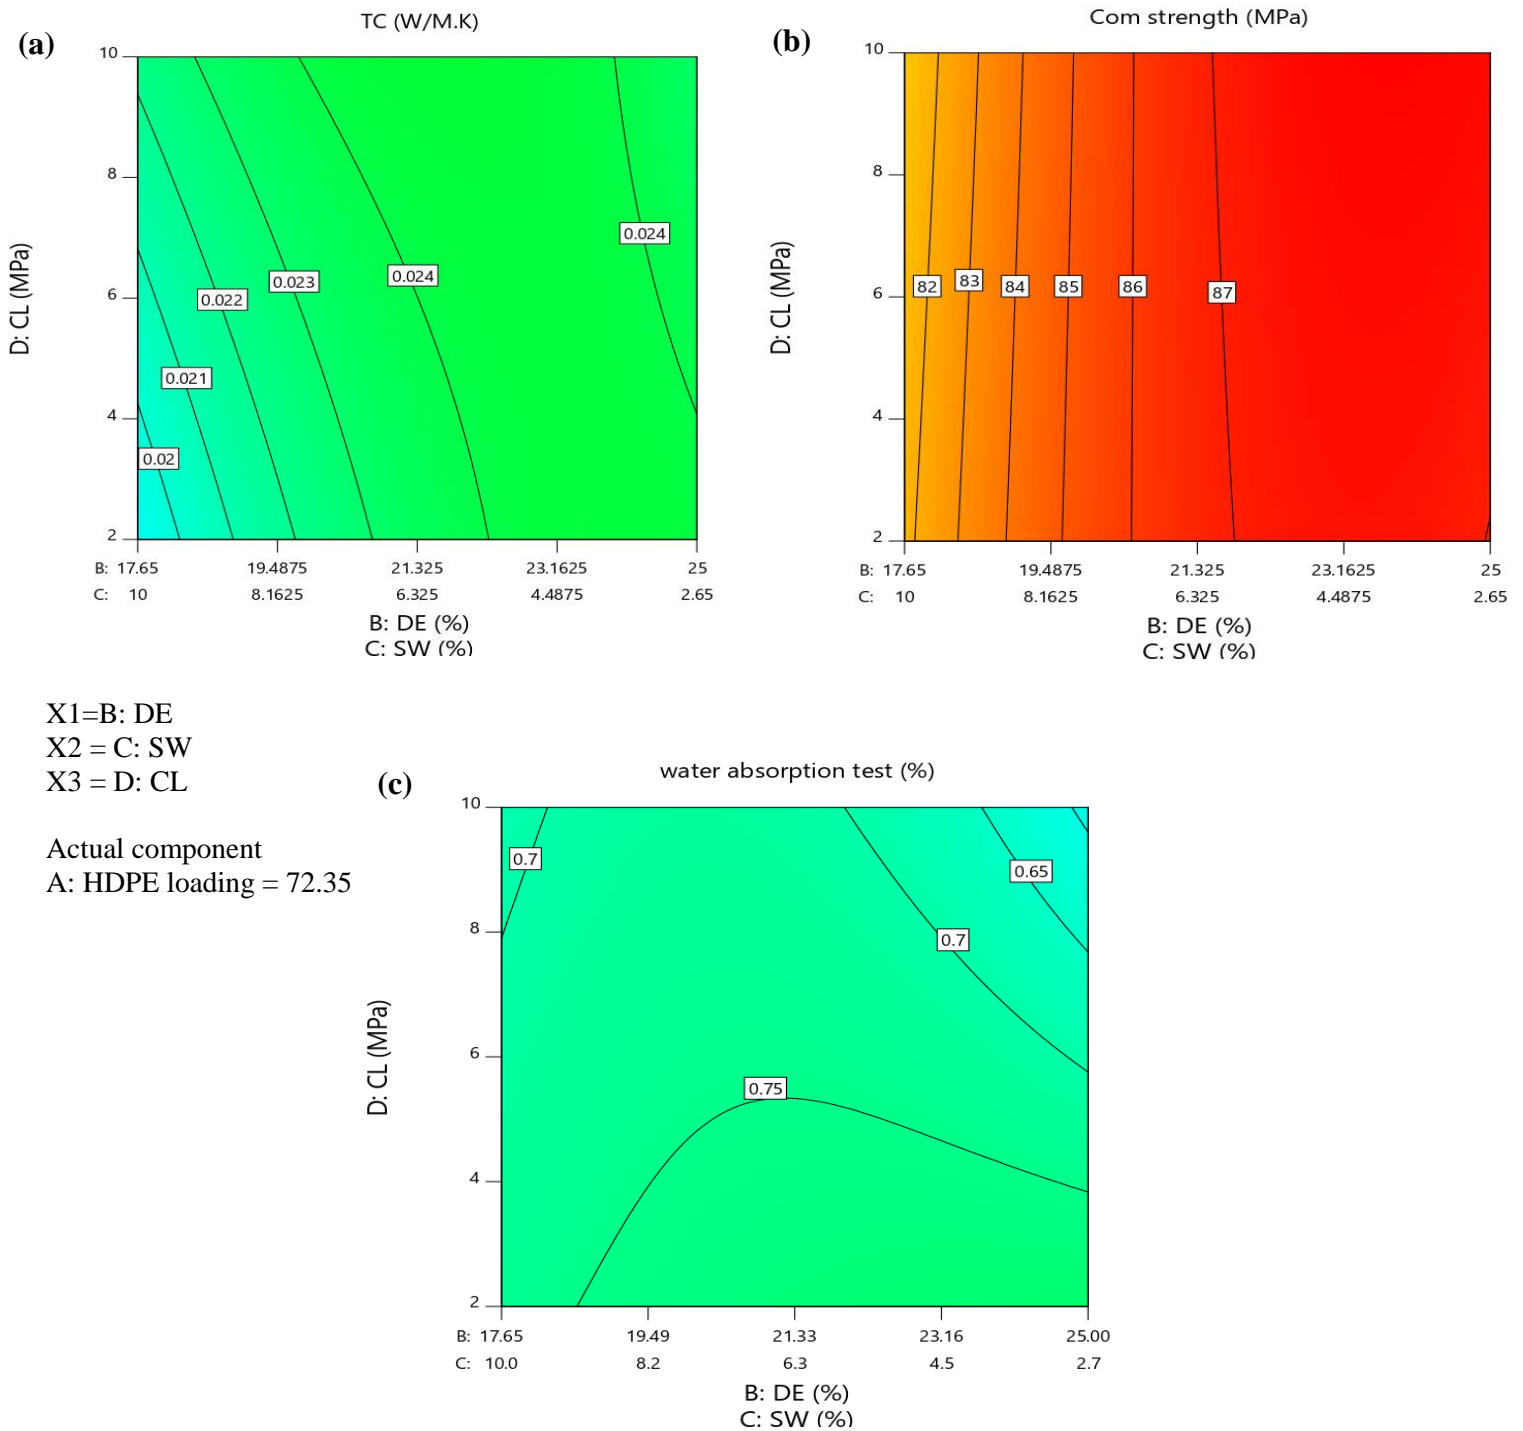 (a)
TC (W/M.K)
10
8
6
4
2
D: CL (MPa)
0.024
0.024
0.023
0.022
0.021
0.02
B: 17.65 19.4875 21.325 23.1625 25
C: 10 8.1625 6.325 4.4875 2.65
B: DE (%)
C: SW (%)
(b)
Com strength (MPa)
10
8
6
4
2
D: CL (MPa)
82 83 84 85 86 87
B: 17.65 19.4875 21.325 23.1625 25
C: 10 8.1625 6.325 4.4875 2.65
B: DE (%)
C: SW (%)
X1=B: DE
X2 = C: SW
X3 = D: CL
Actual component
A: HDPE loading = 72.35
(c)
water absorption test (%)
10
8
6
4
2
D: CL (MPa)
0.7
0.65
0.7
0.75
B: 17.65 19.49 21.33 23.16 25.00
C: 10.0 8.2 6.3 4.5 2.7
B: DE (%)
C: SW (%)